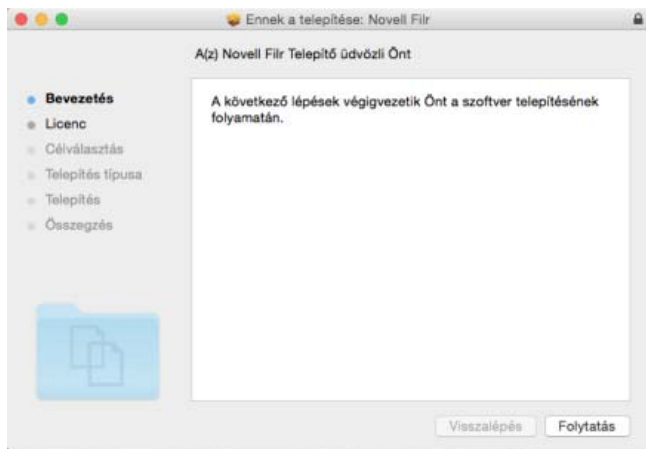 Ennek a telepítése: Novell Filr
A(z) Novell Filr Telepítő üdvözli Önt
Bevezetés
Licenc
Célválasztás
Telepítés típusa
Telepítés
Összegzés
A következő lépések végigvezetik Önt a szoftver telepítésének
folyamatán.
Visszalépés
Folytatás